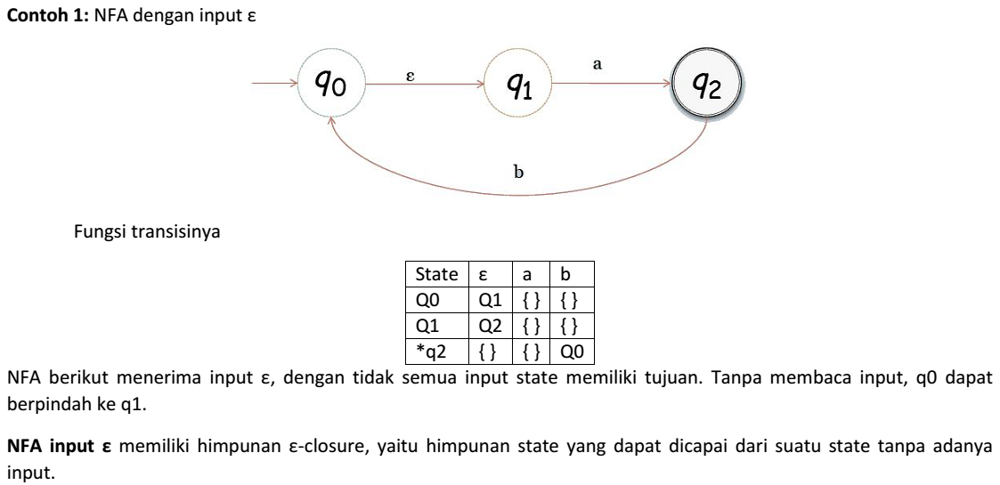 Contoh 1: NFA dengan input ε
q0 ε q1 a q2
b
Fungsi transisinya
State ε a b
Q0 Q1 { } { }
Q1 Q2 { } { }
*q2 { } { } Q0
NFA berikut menerima input ε, dengan tidak semua input state memiliki tujuan. Tanpa membaca input, q0 dapat
berpindah ke q1.
NFA input ε memiliki himpunan ε-closure, yaitu himpunan state yang dapat dicapai dari suatu state tanpa adanya
input.